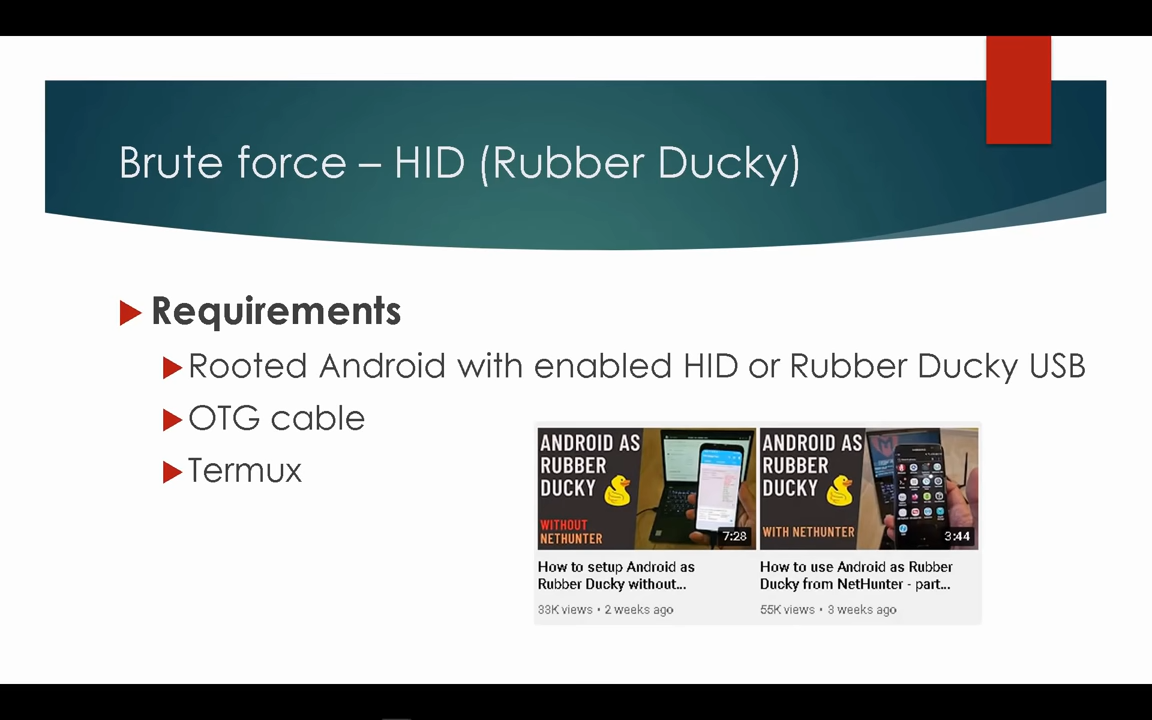 Brute force – HID (Rubber Ducky)
Requirements
Rooted Android with enabled HID or Rubber Ducky USB
OTG cable
Termux
ANDROID AS
RUBBER
DUCKY
WITHOUT
NETHUNTER
7:28
How to setup Android as
Rubber Ducky without...
33K views • 2 weeks ago
ANDROID AS
RUBBER
DUCKY
WITH NETHUNTER
3:44
How to use Android as Rubber
Ducky from NetHunter - part...
55K views • 3 weeks ago